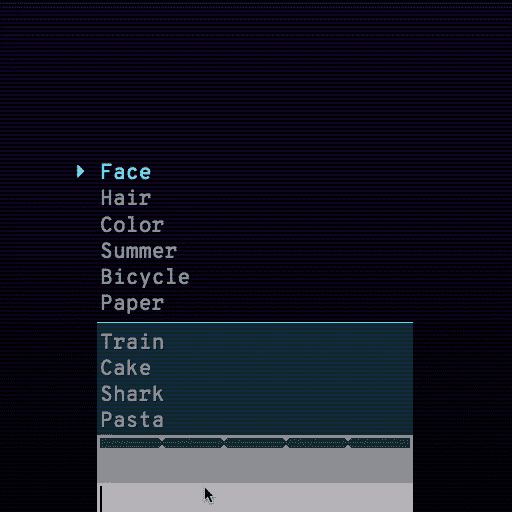 Face
Hair
Color
Summer
Bicycle
Paper
Train
Cake
Shark
Pasta